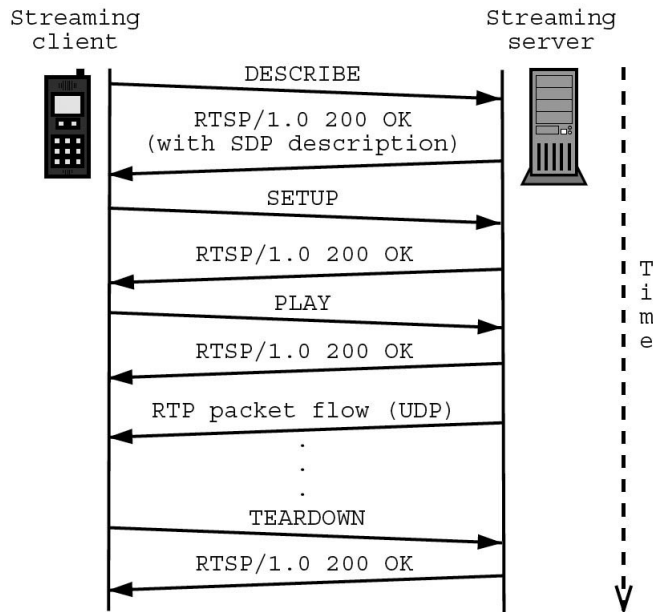 Streaming
client
Streaming
server
DESCRIBE
RTSP/1.0 200 OK
(with SDP description)
SETUP
RTSP/1.0 200 OK
PLAY
RTSP/1.0 200 OK
RTP packet flow (UDP)
.
.
.
TEARDOWN
RTSP/1.0 200 OK
Time